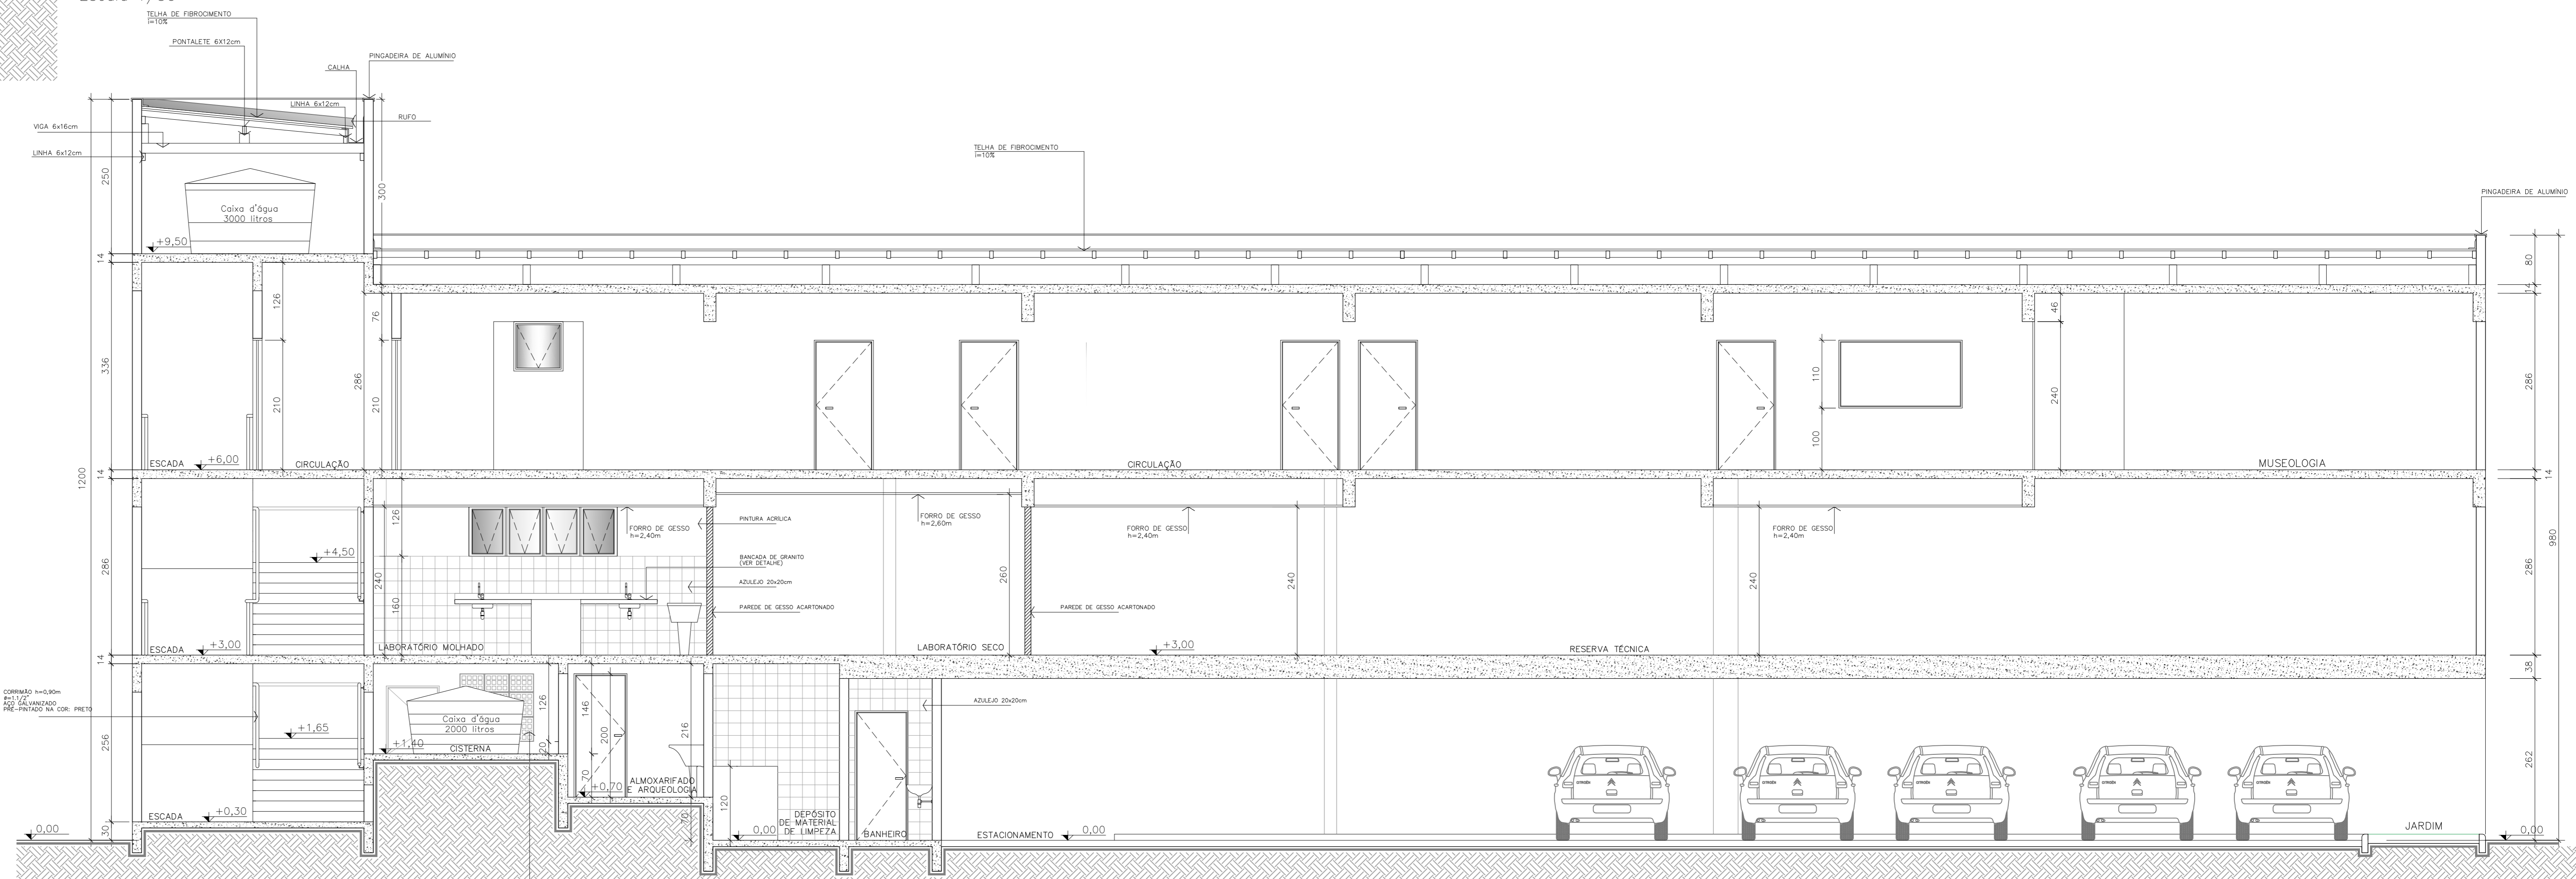 TELHA DE FIBROCIMENTO
i=10%
PONTALETE 6X12cm
PINGADEIRA DE ALUMÍNIO
CALHA
LINHA 6x12cm
RUFO
VIGA 6x16cm
LINHA 6x12cm
TELHA DE FIBROCIMENTO
i=10%
PINGADEIRA DE ALUMÍNIO
250
300
Caixa d'água
3000 litros
+9,50
14
80
14
126
76
46
336
286
210
210
110
100
240
286
1200
ESCADA
+6,00
CIRCULAÇÃO
CIRCULAÇÃO
MUSEOLOGIA
14
14
980
126
FORRO DE GESSO
h=2,40m
PINTURA ACRÍLICA
FORRO DE GESSO
h=2,60m
FORRO DE GESSO
h=2,40m
FORRO DE GESSO
h=2,40m
+4,50
BANCADA DE GRANITO
(VER DETALHE)
286
240
160
AZULEJO 20x20cm
260
240
240
286
PAREDE DE GESSO ACARTONADO
PAREDE DE GESSO ACARTONADO
ESCADA
+3,00
LABORATÓRIO MOLHADO
LABORATÓRIO SECO
+3,00
RESERVA TÉCNICA
14
38
CORRIMÃO h=0,90m
ø=1.1/2"
AÇO GALVANIZADO
PRÉ-PINTADO NA COR: PRETO
126
146
200
216
AZULEJO 20x20cm
Caixa d'água
2000 litros
+1,65
256
+1,40
CISTERNA
20
70
+0,70
ALMOXARIFADO
E ARQUEOLOGIA
262
120
ESCADA
+0,30
70
DEPÓSITO
DE MATERIAL
DE LIMPEZA
0,00
BANHEIRO
ESTACIONAMENTO
0,00
JARDIM
0,00
0,00
30